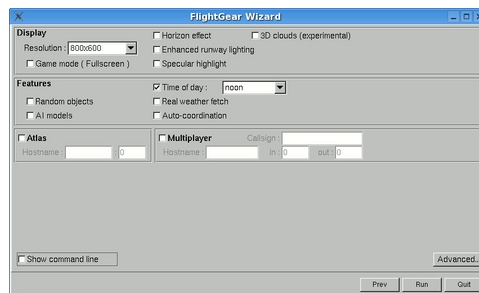 FlightGear Wizard
Display
Horizon effect
3D clouds (experimental)
Resolution : 800x600
Enhanced runway lighting
Game mode ( Fullscreen )
Specular highlight
Features
Time of day : noon
Random objects
Real weather fetch
AI models
Auto-coordination
Atlas
Hostname : : 0
Multiplayer
Callsign :
Hostname : in : 0 out : 0
Show command line
Advanced...
Prev
Run
Quit